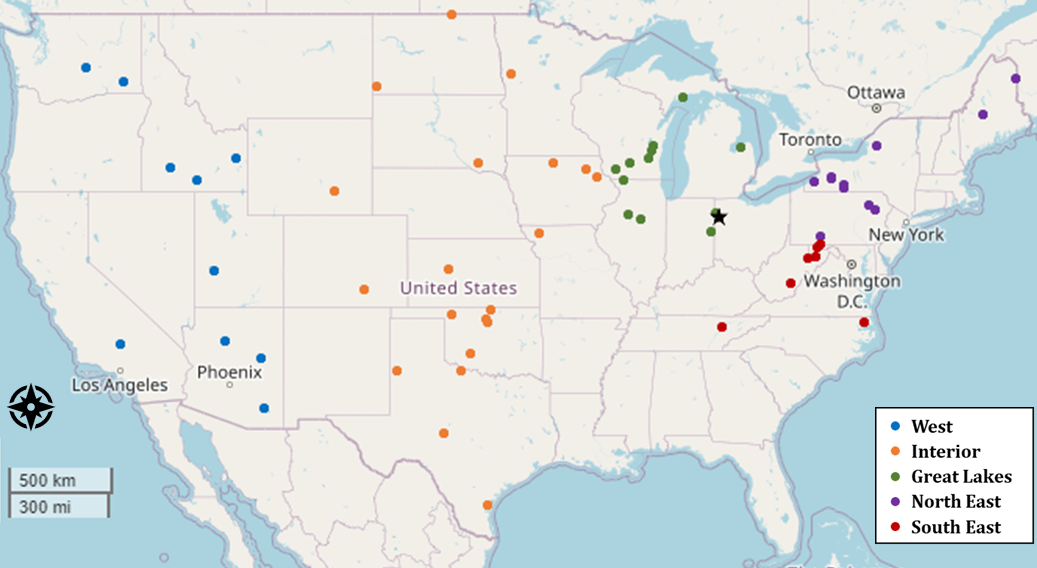 Ottawa
Toronto
New York
United States
Washington
D.C.
Phoenix
Los Angeles
West
Interior
Great Lakes
North East
South East
500 km
300 mi